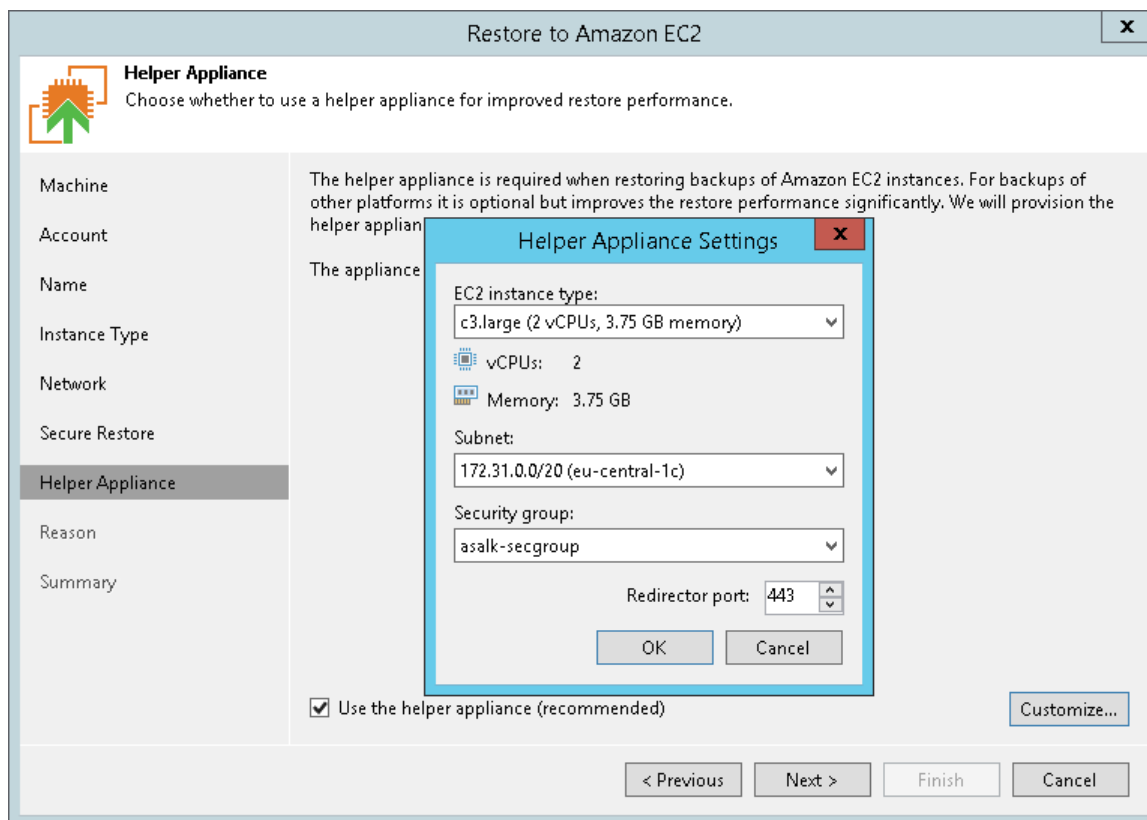 Restore to Amazon EC2
x
Helper Appliance
Choose whether to use a helper appliance for improved restore performance.
Machine
Account
Name
Instance Type
Network
Secure Restore
Helper Appliance
Reason
Summary
The helper appliance is required when restoring backups of Amazon EC2 instances. For backups of
other platforms it is optional but improves the restore performance significantly. We will provision the
helper applian
The appliance
Helper Appliance Settings
x
EC2 instance type:
c3.large (2 vCPUs, 3.75 GB memory)
vCPUs: 2
Memory: 3.75 GB
Subnet:
172.31.0.0/20 (eu-central-1c)
Security group:
asalk-secgroup
Redirector port: 443
OK Cancel
Use the helper appliance (recommended)
Customize...
< Previous Next > Finish Cancel